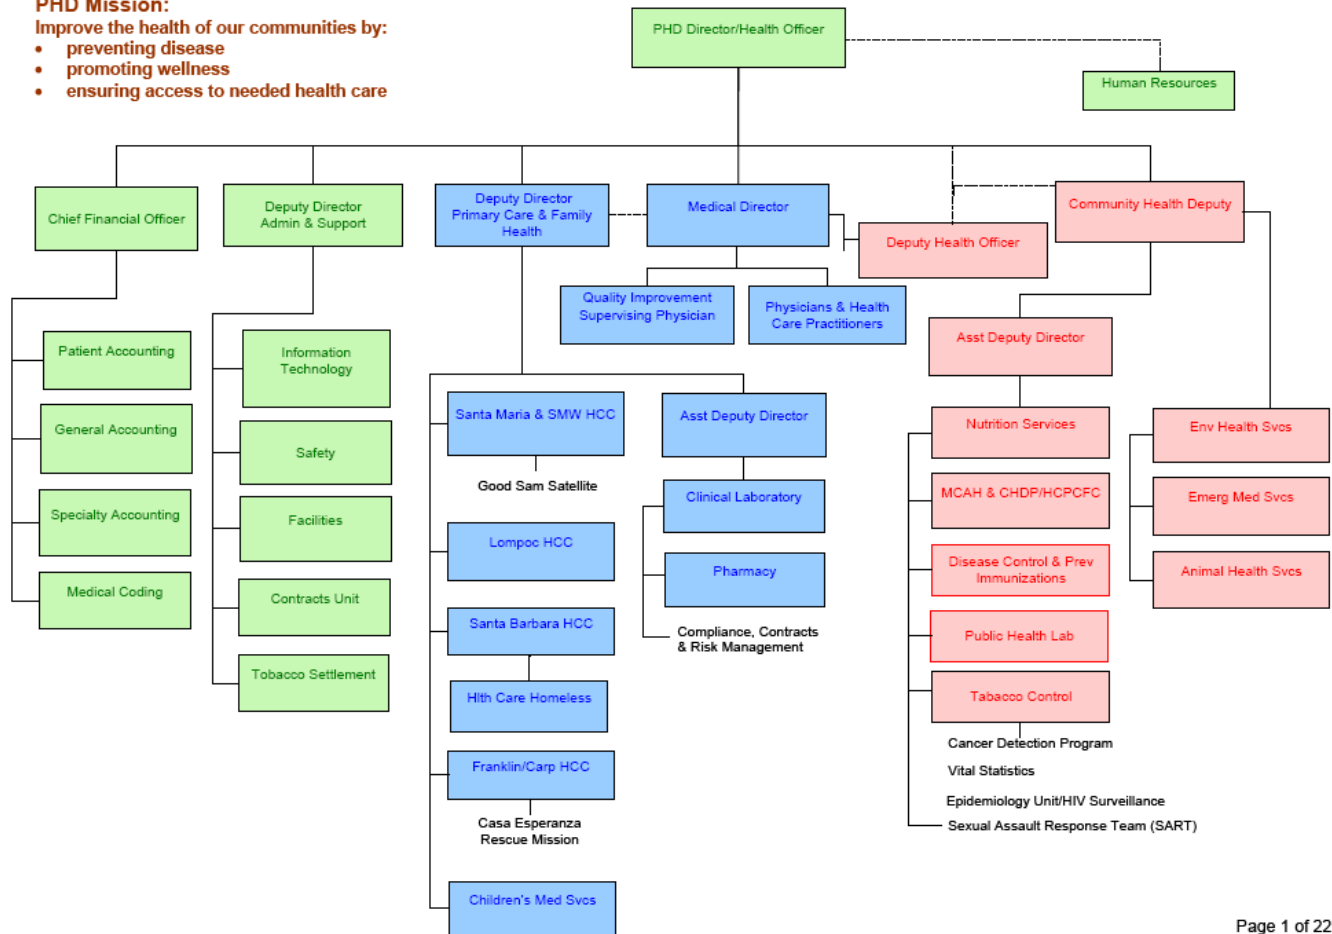 PHD Mission:
Improve the health of our communities by:
• preventing disease
• promoting wellness
• ensuring access to needed health care
PHD Director/Health Officer
Human Resources
Chief Financial Officer
Deputy Director
Admin & Support
Deputy Director
Primary Care & Family
Health
Medical Director
Deputy Health Officer
Community Health Deputy
Quality Improvement
Supervising Physician
Physicians & Health
Care Practitioners
Asst Deputy Director
Patient Accounting
General Accounting
Specialty Accounting
Medical Coding
Information
Technology
Safety
Facilities
Contracts Unit
Tobacco Settlement
Santa Maria & SMW HCC
Good Sam Satellite
Lompoc HCC
Santa Barbara HCC
Hlth Care Homeless
Franklin/Carp HCC
Casa Esperanza
Rescue Mission
Children's Med Svcs
Asst Deputy Director
Clinical Laboratory
Pharmacy
Compliance, Contracts
& Risk Management
Nutrition Services
MCAH & CHDP/HCPCFC
Disease Control & Prev
Immunizations
Public Health Lab
Tabacco Control
Cancer Detection Program
Vital Statistics
Epidemiology Unit/HIV Surveillance
Sexual Assault Response Team (SART)
Env Health Svcs
Emerg Med Svcs
Animal Health Svcs
Page 1 of 22